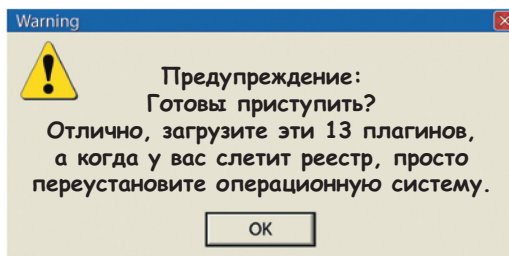 Warning
Предупреждение:
Готовы приступить?
Отлично, загрузите эти 13 плагинов,
а когда у вас слетит реестр, просто
переустановите операционную систему.
OK